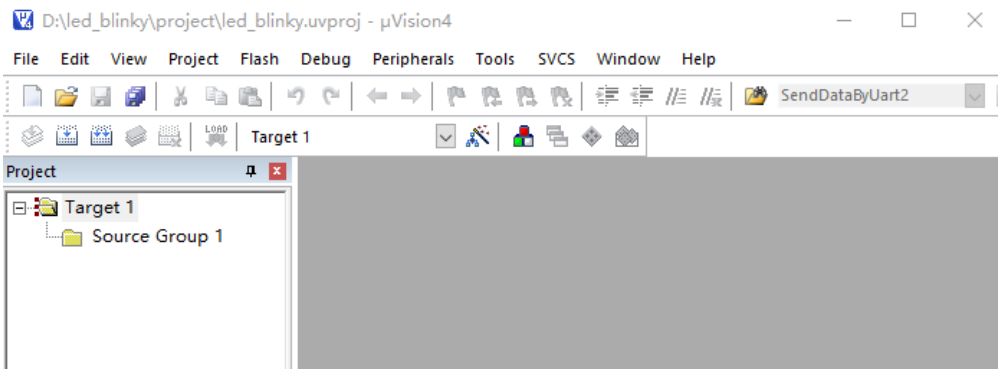 D:\led_blinky\project\led_blinky.uvproj - µVision4
File Edit View Project Flash Debug Peripherals Tools SVCS Window Help
SendDataByUart2
LOAD Target 1
Project
Target 1
Source Group 1